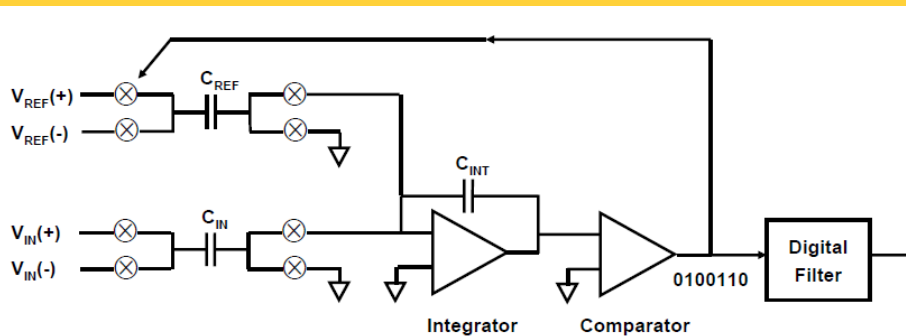 C_REF
V_REF(+)
V_REF(-)
C_INT
V_IN(+)
C_IN
V_IN(-)
0100110
Digital
Filter
Integrator
Comparator